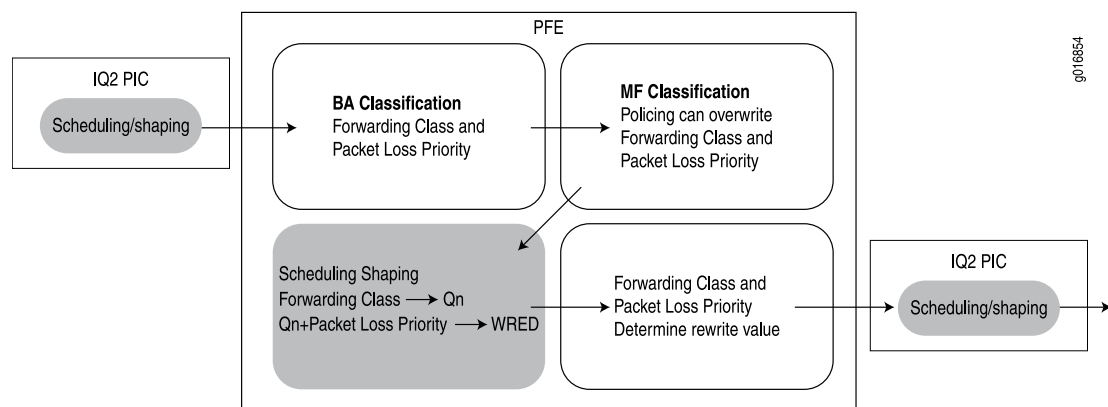 PFE
g016854
IQ2 PIC
Scheduling/shaping
BA Classification
Forwarding Class and
Packet Loss Priority
MF Classification
Policing can overwrite
Forwarding Class and
Packet Loss Priority
Scheduling Shaping
Forwarding Class → Qn
Qn+Packet Loss Priority → WRED
Forwarding Class and
Packet Loss Priority
Determine rewrite value
IQ2 PIC
Scheduling/shaping